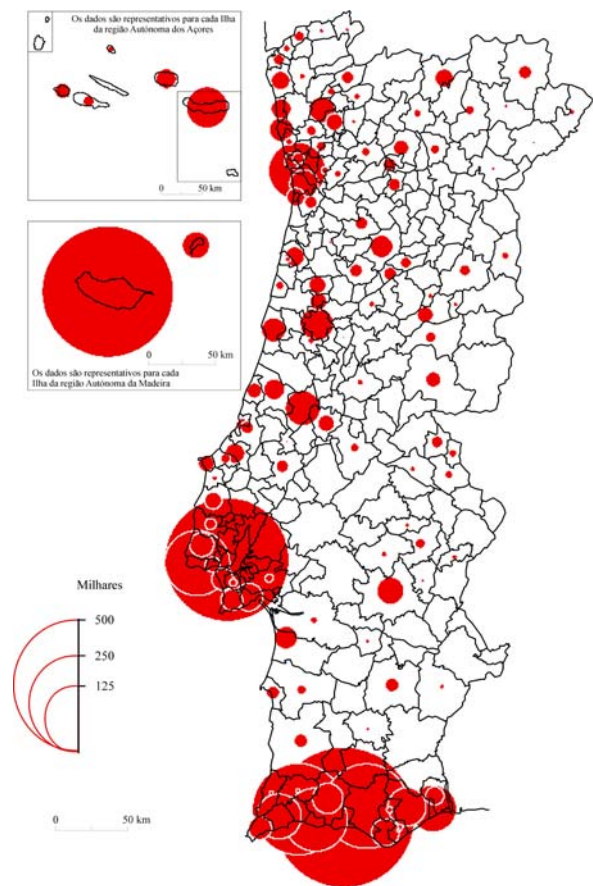 Os dados são representativos para cada Ilha
da região Autónoma dos Açores
0 50 km
0 50 km
Os dados são representativos para cada
Ilha da região Autónoma da Madeira
Milhares
500
250
125
0 50 km